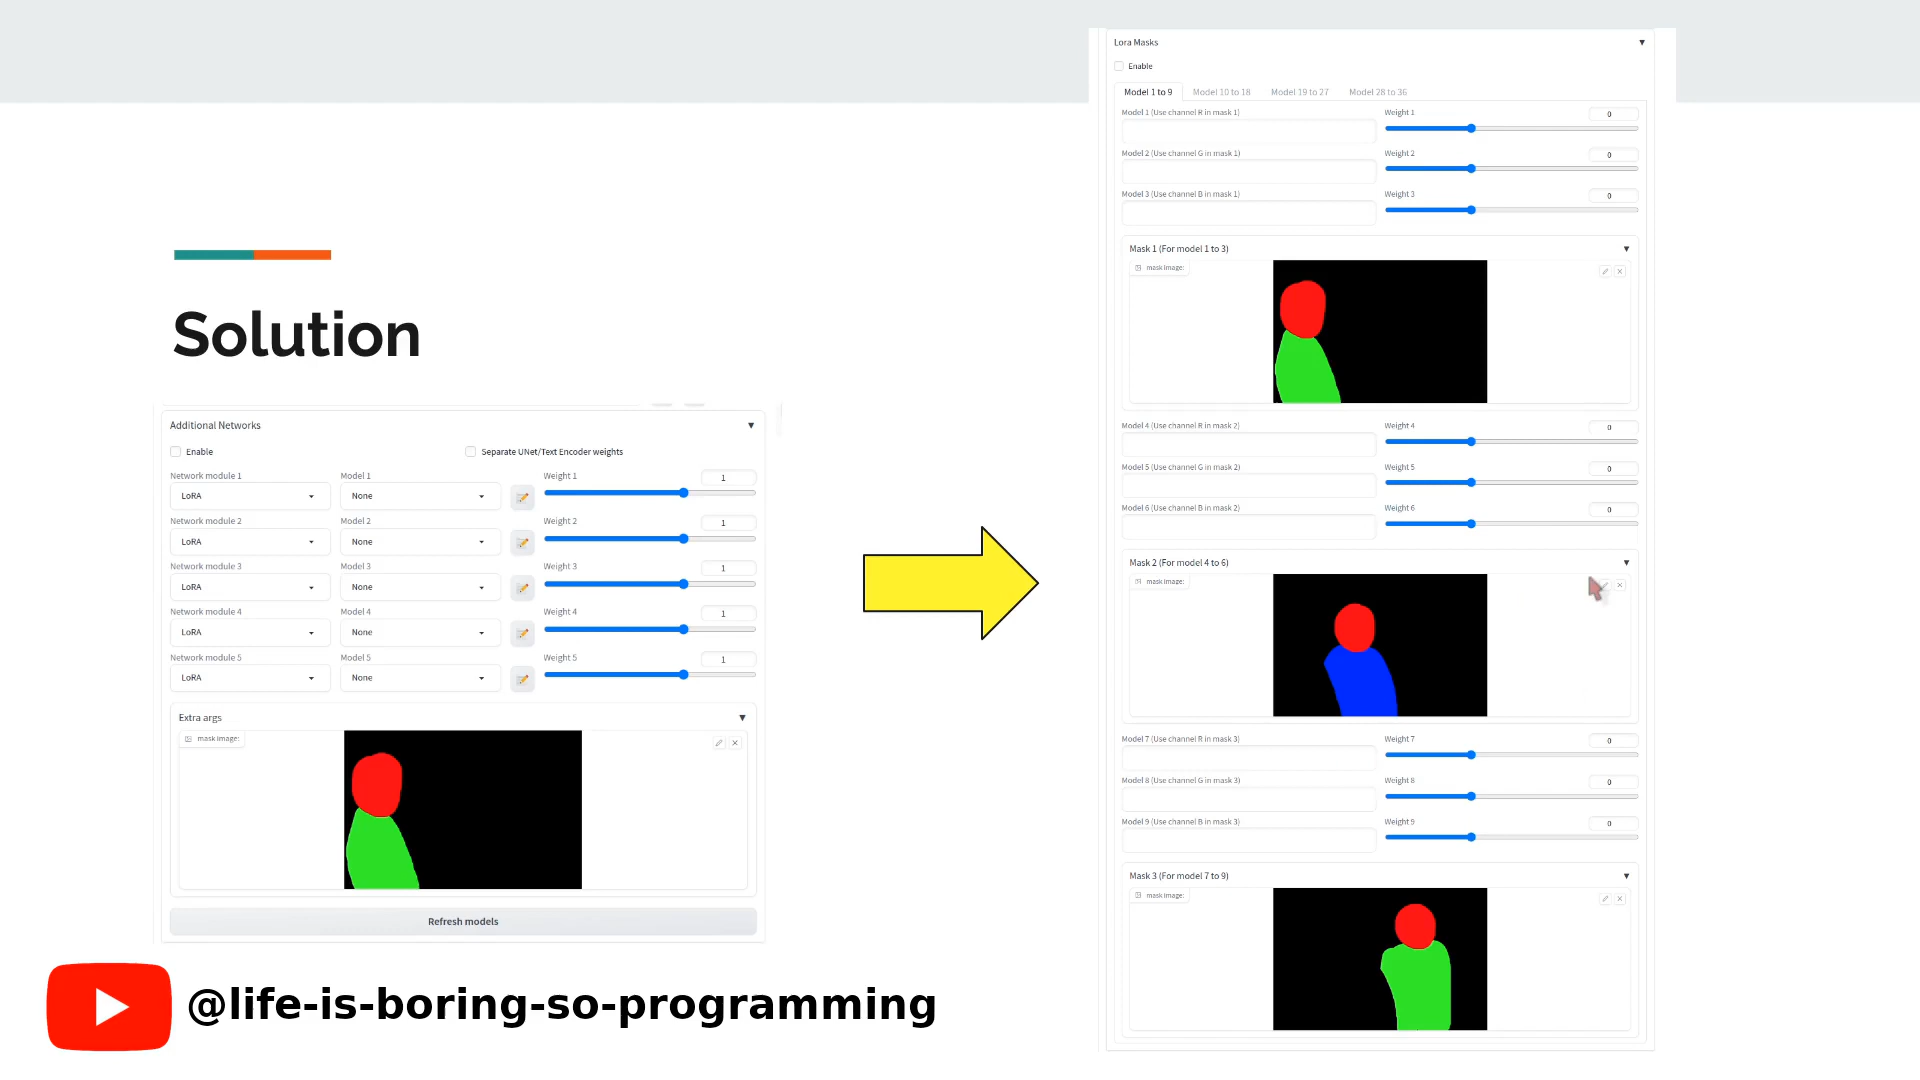 Solution
Additional Networks
Enable
Separate UNet/Text Encoder weights
Network module 1
Model 1
Weight 1
1
LoRA
None
Network module 2
Model 2
Weight 2
1
LoRA
None
Network module 3
Model 3
Weight 3
1
LoRA
None
Network module 4
Model 4
Weight 4
1
LoRA
None
Network module 5
Model 5
Weight 5
1
LoRA
None
Extra args
mask image:
Refresh models
@life-is-boring-so-programming
Lora Masks
Enable
Model 1 to 9
Model 10 to 18
Model 19 to 27
Model 28 to 36
Model 1 (Use channel R in mask 1)
Weight 1
0
Model 2 (Use channel G in mask 1)
Weight 2
0
Model 3 (Use channel B in mask 1)
Weight 3
0
Mask 1 (For model 1 to 3)
mask image:
Model 4 (Use channel R in mask 2)
Weight 4
0
Model 5 (Use channel G in mask 2)
Weight 5
0
Model 6 (Use channel B in mask 2)
Weight 6
0
Mask 2 (For model 4 to 6)
mask image:
Model 7 (Use channel R in mask 3)
Weight 7
0
Model 8 (Use channel G in mask 3)
Weight 8
0
Model 9 (Use channel B in mask 3)
Weight 9
0
Mask 3 (For model 7 to 9)
mask image: